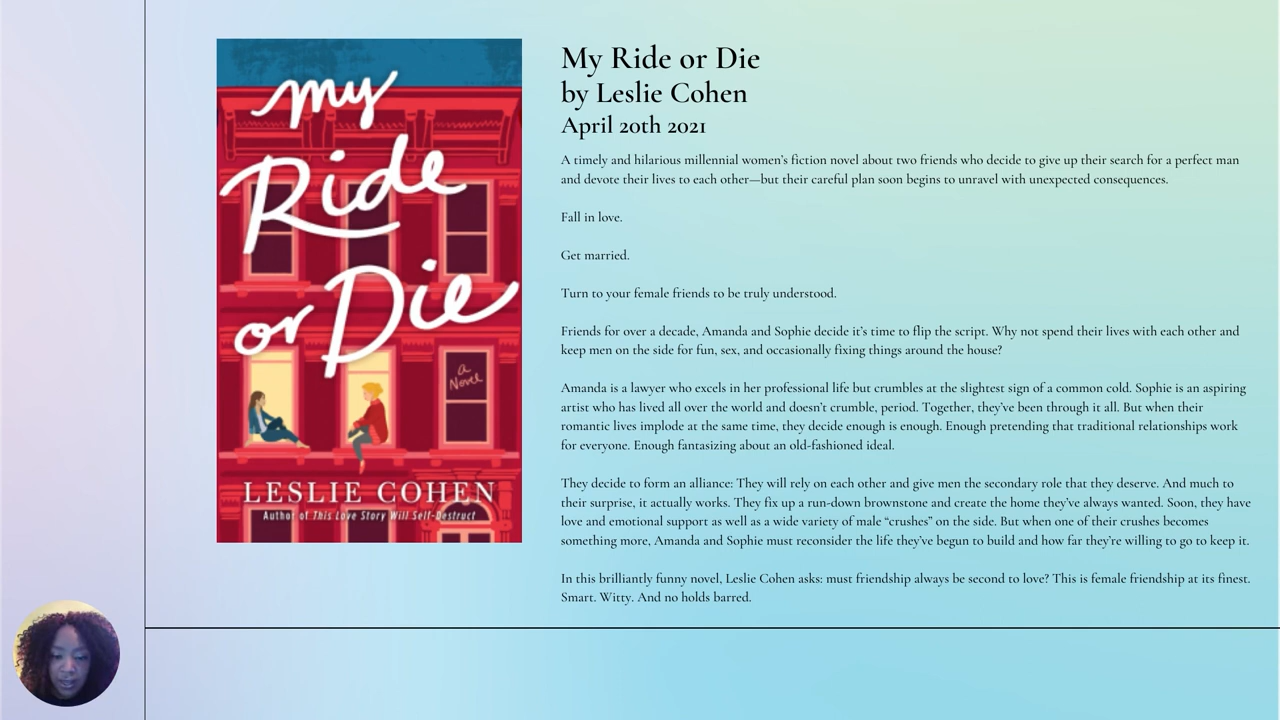 my
Ride
or Die
a
Novel
LESLIE COHEN
Author of This Love Story Will Self-Destruct
My Ride or Die
by Leslie Cohen
April 20th 2021
A timely and hilarious millennial women's fiction novel about two friends who decide to give up their search for a perfect man
and devote their lives to each other—but their careful plan soon begins to unravel with unexpected consequences.
Fall in love.
Get married.
Turn to your female friends to be truly understood.
Friends for over a decade, Amanda and Sophie decide it's time to flip the script. Why not spend their lives with each other and
keep men on the side for fun, sex, and occasionally fixing things around the house?
Amanda is a lawyer who excels in her professional life but crumbles at the slightest sign of a common cold. Sophie is an aspiring
artist who has lived all over the world and doesn't crumble, period. Together, they've been through it all. But when their
romantic lives implode at the same time, they decide enough is enough. Enough pretending that traditional relationships work
for everyone. Enough fantasizing about an old-fashioned ideal.
They decide to form an alliance: They will rely on each other and give men the secondary role that they deserve. And much to
their surprise, it actually works. They fix up a run-down brownstone and create the home they've always wanted. Soon, they have
love and emotional support as well as a wide variety of male “crushes” on the side. But when one of their crushes becomes
something more, Amanda and Sophie must reconsider the life they've begun to build and how far they're willing to go to keep it.
In this brilliantly funny novel, Leslie Cohen asks: must friendship always be second to love? This is female friendship at its finest.
Smart. Witty. And no holds barred.